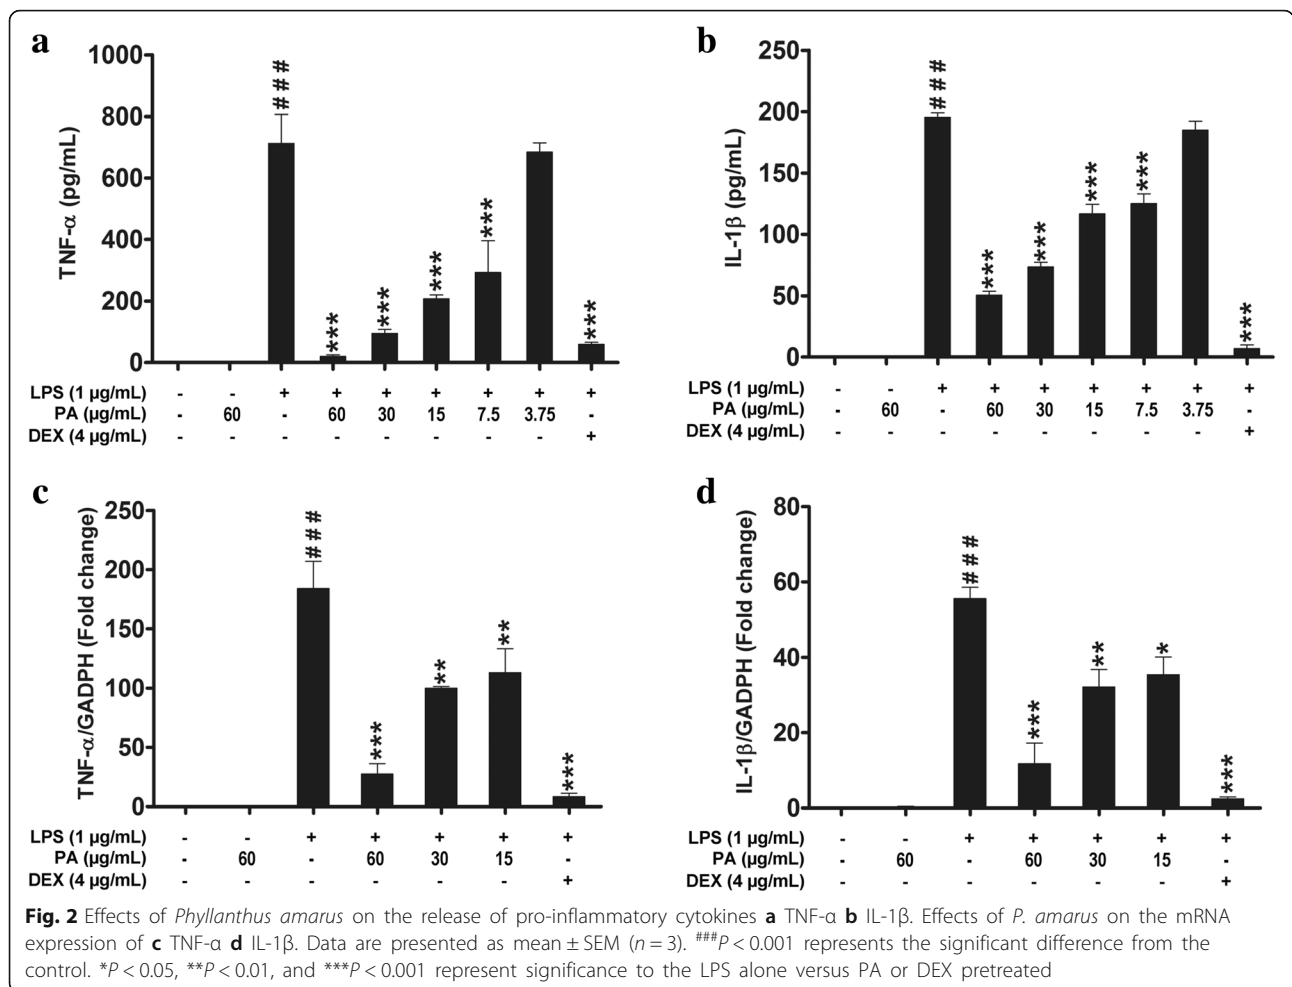 a
TNF-α (pg/mL)
1000
800
600
400
200
0
###
***
***
***
***
***
LPS (1 µg/mL) - - + + + + + + +
PA (µg/mL) - 60 - 60 30 15 7.5 3.75 -
DEX (4 µg/mL) - - - - - - - - +
b
IL-1β (pg/mL)
250
200
150
100
50
0
###
***
***
***
***
***
LPS (1 µg/mL) - - + + + + + + +
PA (µg/mL) - 60 - 60 30 15 7.5 3.75 -
DEX (4 µg/mL) - - - - - - - - +
c
TNF-α/GADPH (Fold change)
250
200
150
100
50
0
###
***
**
**
***
LPS (1 µg/mL) - - + + + + +
PA (µg/mL) - 60 - 60 30 15 -
DEX (4 µg/mL) - - - - - - +
d
IL-1β/GADPH (Fold change)
80
60
40
20
0
###
***
**
*
***
LPS (1 µg/mL) - - + + + + +
PA (µg/mL) - 60 - 60 30 15 -
DEX (4 µg/mL) - - - - - - +
Fig. 2 Effects of Phyllanthus amarus on the release of pro-inflammatory cytokines a TNF-α b IL-1β. Effects of P. amarus on the mRNA
expression of c TNF-α d IL-1β. Data are presented as mean ± SEM (n = 3). ###P < 0.001 represents the significant difference from the
control. *P < 0.05, **P < 0.01, and ***P < 0.001 represent significance to the LPS alone versus PA or DEX pretreated